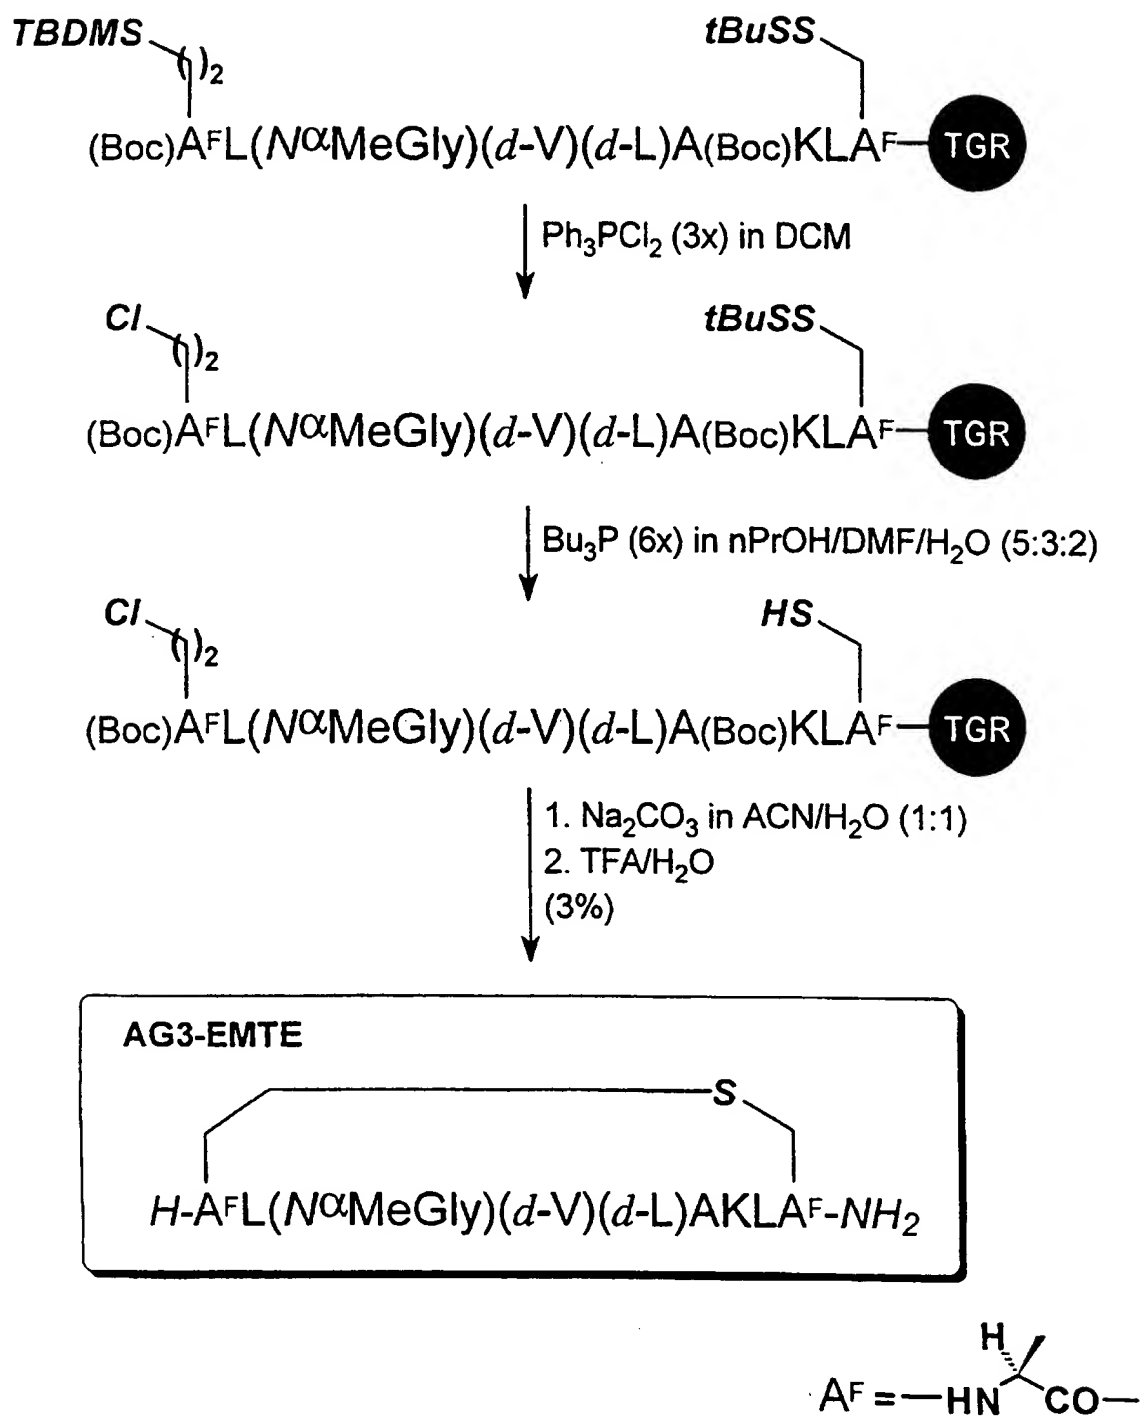 TBDMS tBuSS
( )2
(Boc)AFL(NαMeGly)(d-V)(d-L)A(Boc)KLAF TGR
Ph3PCl2 (3x) in DCM
Cl tBuSS
( )2
(Boc)AFL(NαMeGly)(d-V)(d-L)A(Boc)KLAF TGR
Bu3P (6x) in nPrOH/DMF/H2O (5:3:2)
Cl HS
( )2
(Boc)AFL(NαMeGly)(d-V)(d-L)A(Boc)KLAF TGR
1. Na2CO3 in ACN/H2O (1:1)
2. TFA/H2O
(3%)
AG3-EMTE
S
H-AFL(NαMeGly)(d-V)(d-L)AKLAF-NH2
H
AF = HN CO